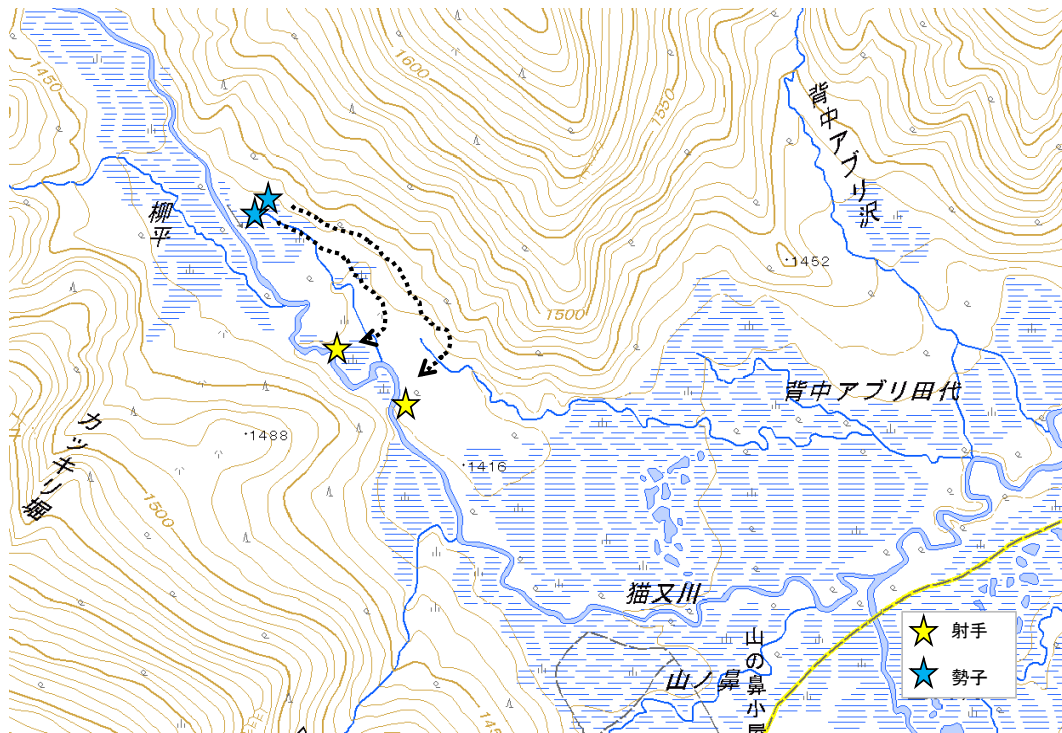 1450
1600
1550
背中アブリ沢
柳平
1452
1500
背中アブリ田代
カッキリ堀
1488
1416
1500
猫又川
射手
山の鼻小屋
山ノ鼻
勢子